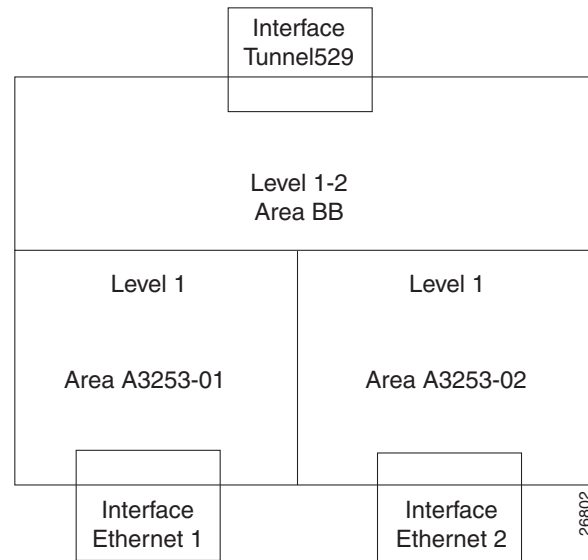 Interface
Tunnel529
Level 1-2
Area BB
Level 1
Level 1
Area A3253-01
Area A3253-02
Interface
Ethernet 1
Interface
Ethernet 2
26802